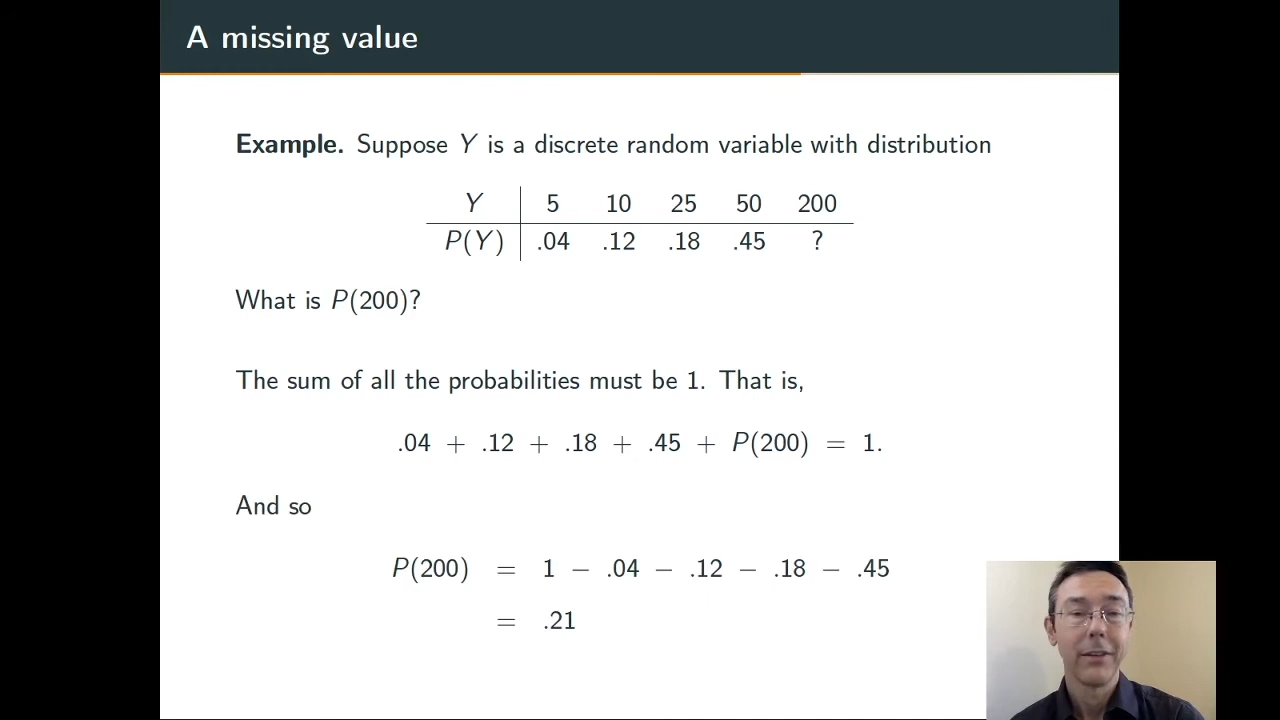 A missing value
Example. Suppose Y is a discrete random variable with distribution
Y 5 10 25 50 200
P(Y) .04 .12 .18 .45 ?
What is P(200)?
The sum of all the probabilities must be 1. That is,
.04 + .12 + .18 + .45 + P(200) = 1.
And so
P(200) = 1 − .04 − .12 − .18 − .45
= .21